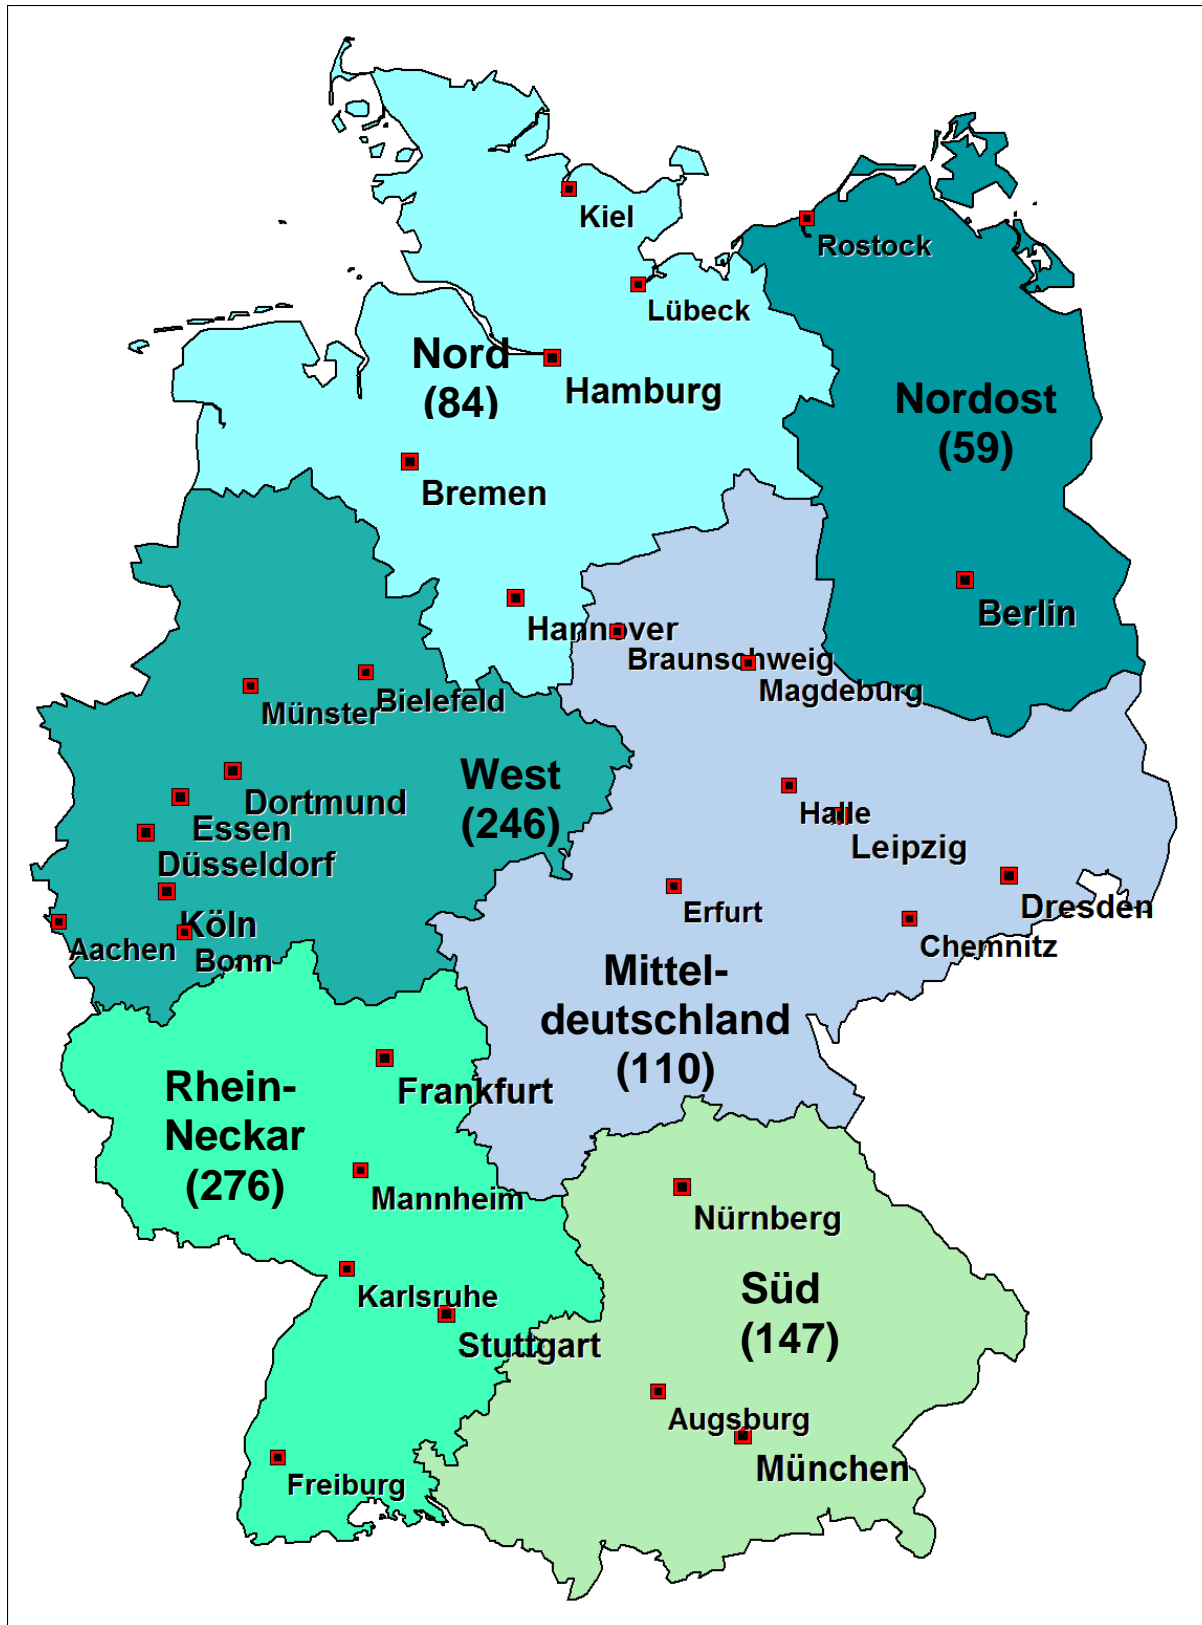 Kiel
Rostock
Lübeck
Nord
(84)
Hamburg
Nordost
(59)
Bremen
Berlin
Hannover
Braunschweig
Magdeburg
Bielefeld
Münster
West
(246)
Dortmund
Essen
Düsseldorf
Halle
Leipzig
Köln
Aachen
Bonn
Erfurt
Dresden
Chemnitz
Mittel-
deutschland
(110)
Rhein-
Neckar
(276)
Frankfurt
Mannheim
Nürnberg
Karlsruhe
Stuttgart
Süd
(147)
Augsburg
München
Freiburg